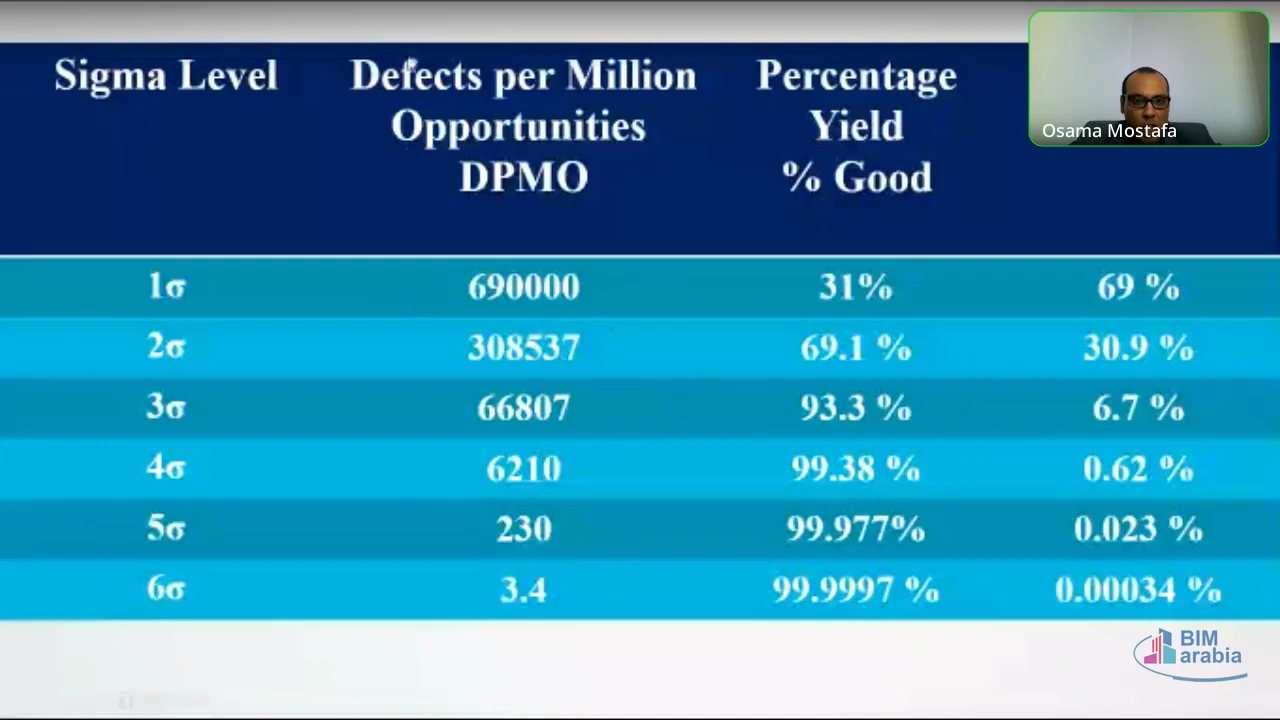 Sigma Level
Defects per Million
Opportunities
DPMO
Percentage
Yield
% Good
Osama Mostafa
1σ 690000 31% 69 %
2σ 308537 69.1 % 30.9 %
3σ 66807 93.3 % 6.7 %
4σ 6210 99.38 % 0.62 %
5σ 230 99.977% 0.023 %
6σ 3.4 99.9997 % 0.00034 %
BIM
arabia